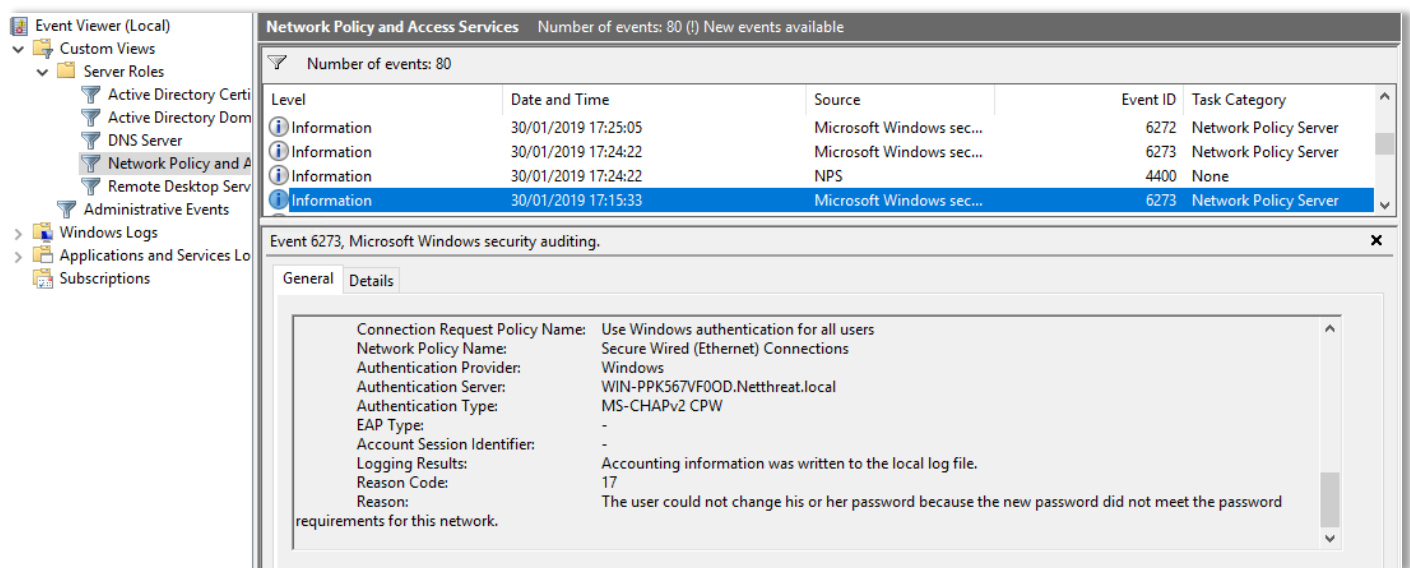 Event Viewer (Local)
Custom Views
Server Roles
Active Directory Certi
Active Directory Dom
DNS Server
Network Policy and A
Remote Desktop Serv
Administrative Events
Windows Logs
Applications and Services Lo
Subscriptions
Network Policy and Access Services Number of events: 80 (!) New events available
Number of events: 80
Level Date and Time Source Event ID Task Category
Information 30/01/2019 17:25:05 Microsoft Windows sec... 6272 Network Policy Server
Information 30/01/2019 17:24:22 Microsoft Windows sec... 6273 Network Policy Server
Information 30/01/2019 17:24:22 NPS 4400 None
Information 30/01/2019 17:15:33 Microsoft Windows sec... 6273 Network Policy Server
Event 6273, Microsoft Windows security auditing.
General Details
Connection Request Policy Name: Use Windows authentication for all users
Network Policy Name: Secure Wired (Ethernet) Connections
Authentication Provider: Windows
Authentication Server: WIN-PPK567VF0OD.Netthreat.local
Authentication Type: MS-CHAPv2 CPW
EAP Type: -
Account Session Identifier: -
Logging Results: Accounting information was written to the local log file.
Reason Code: 17
Reason: The user could not change his or her password because the new password did not meet the password
requirements for this network.